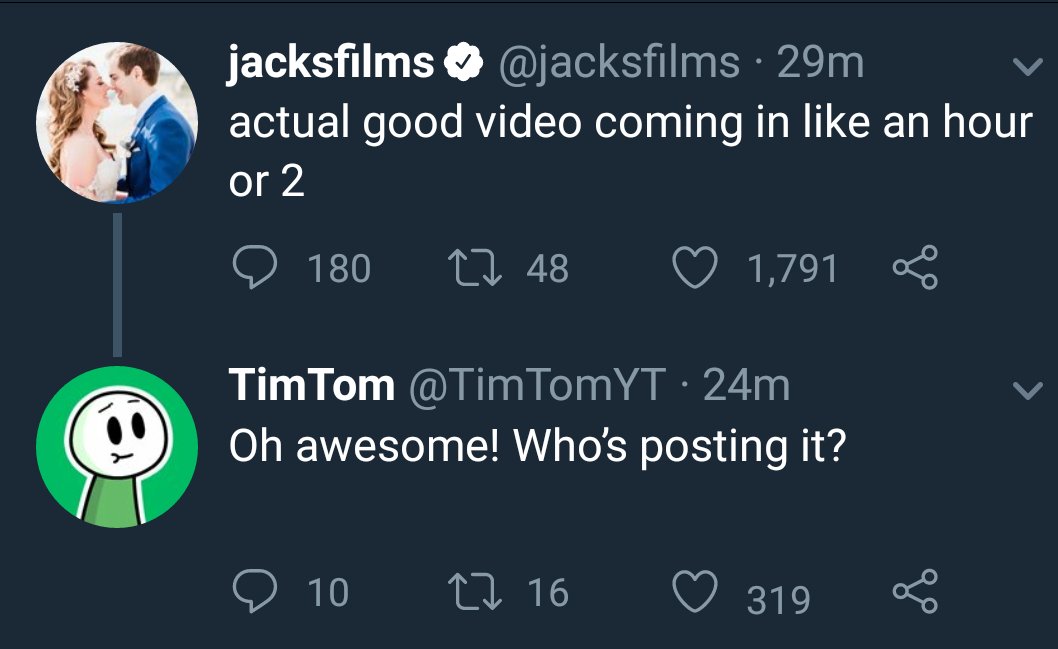 jacksfilms @jacksfilms · 29m
actual good video coming in like an hour
or 2
180 48 1,791
TimTom @TimTomYT · 24m
Oh awesome! Who's posting it?
10 16 319